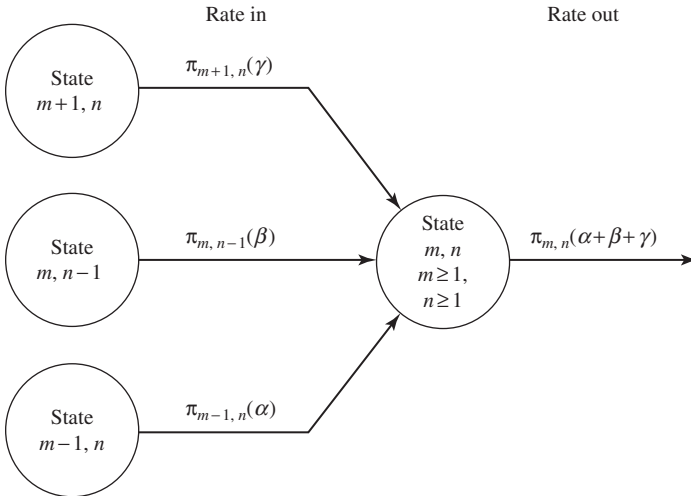 Rate in
Rate out
State
m+1, n
π_{m+1, n}(γ)
State
m, n−1
π_{m, n−1}(β)
State
m, n
m≥1,
n≥1
π_{m, n}(α+β+γ)
State
m−1, n
π_{m−1, n}(α)